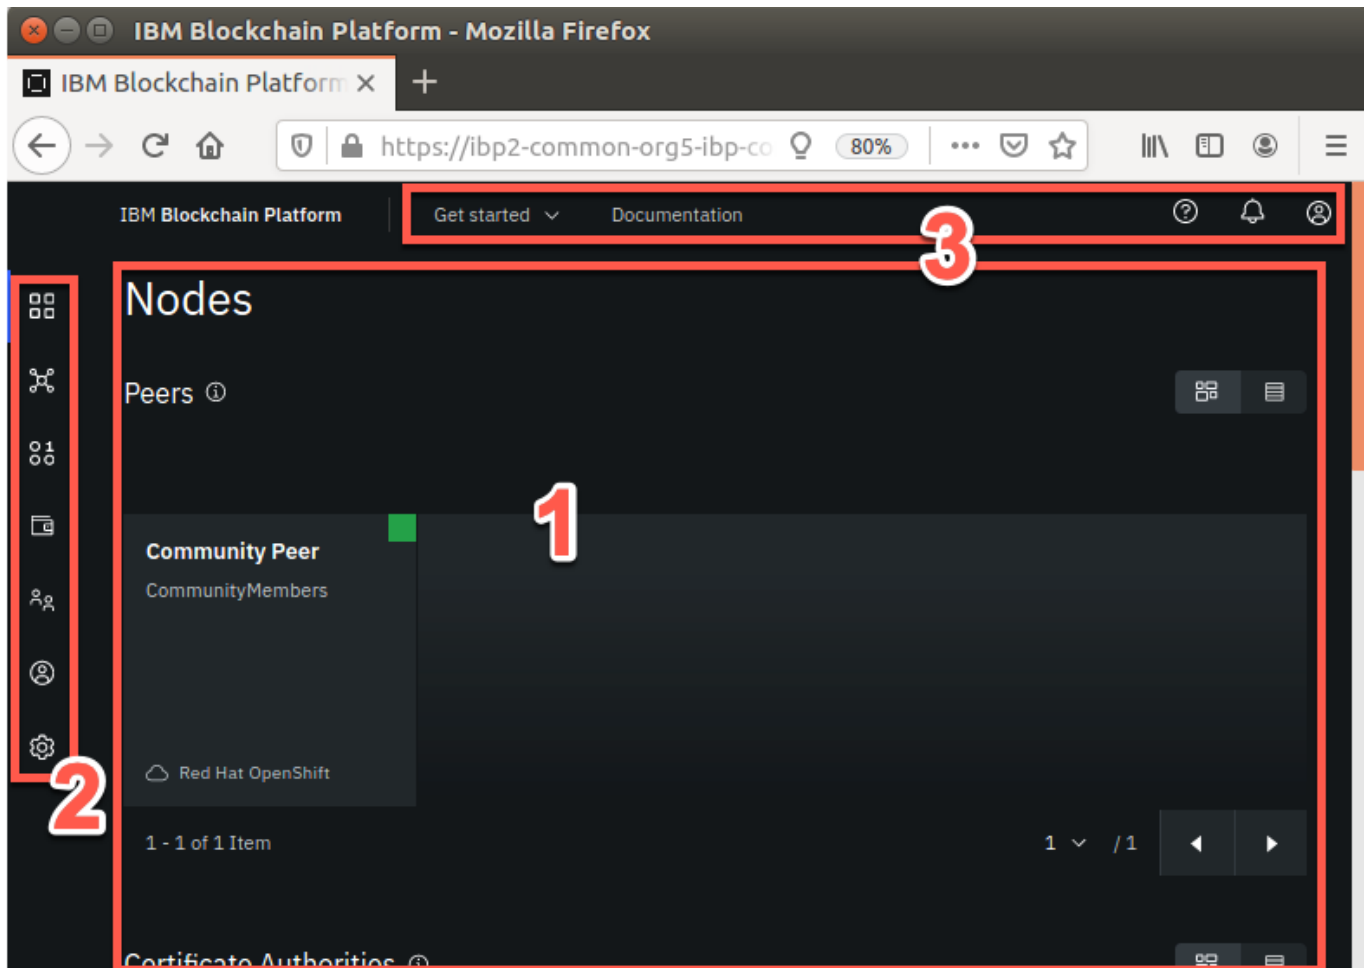 IBM Blockchain Platform - Mozilla Firefox
IBM Blockchain Platform
https://ibp2-common-org5-ibp-co
80%
IBM Blockchain Platform
Get started
Documentation
3
Nodes
Peers
1
Community Peer
CommunityMembers
Red Hat OpenShift
2
1 - 1 of 1 Item
1 /1
Certificate Authorities